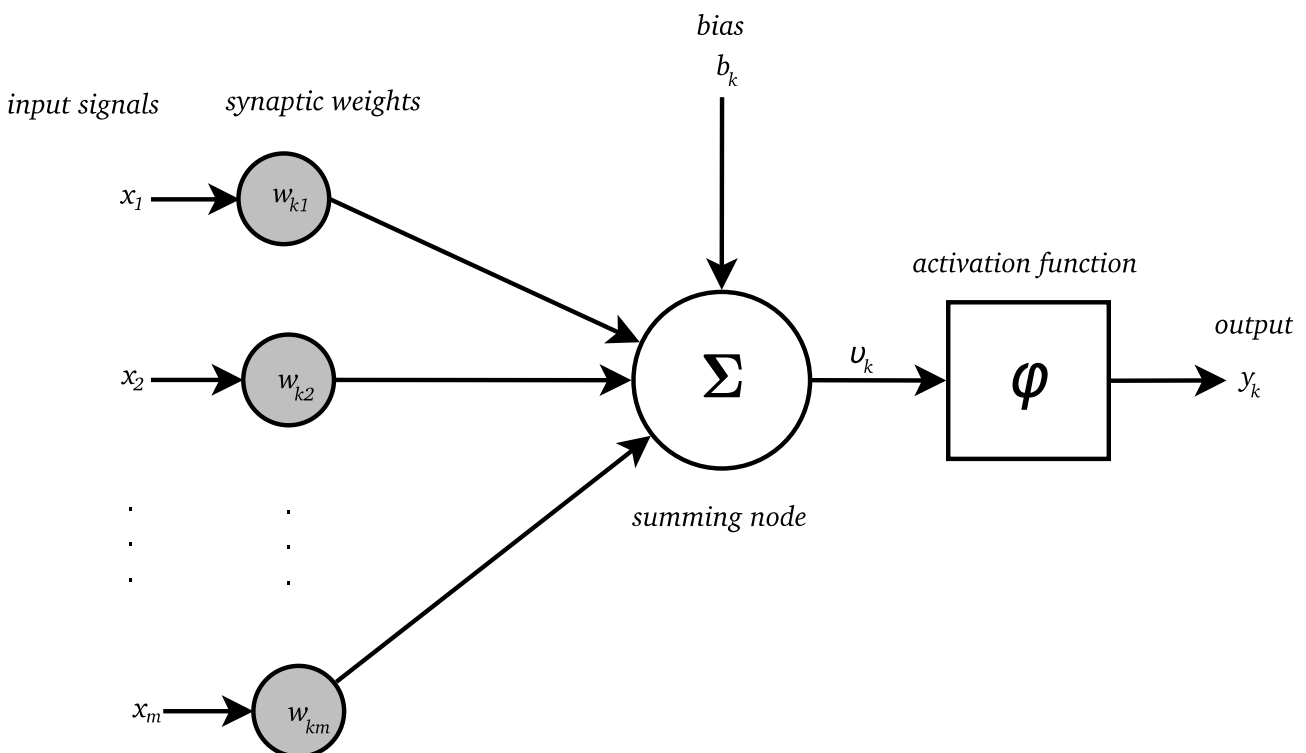 bias
b_k
input signals
synaptic weights
x_1
w_k1
activation function
output
x_2
w_k2
Σ
υ_k
φ
y_k
summing node
. .
. .
. .
x_m
w_km